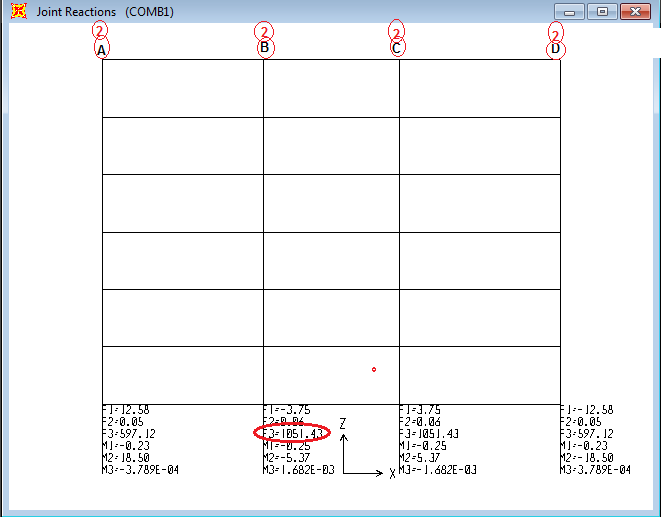 Joint Reactions (COMB1)
2 2 2 2
A B C D
F1=12.58
F2=0.05
F3=597.12
M1=-0.23
M2=18.50
M3=-3.789E-04
F1=-3.75
F2=0.06
F3=1051.43
M1=-0.25
M2=-5.37
M3=1.682E-03
Z
X
F1=3.75
F2=0.06
F3=1051.43
M1=-0.25
M2=5.37
M3=-1.682E-03
F1=-12.58
F2=0.05
F3=597.12
M1=-0.23
M2=-18.50
M3=3.789E-04